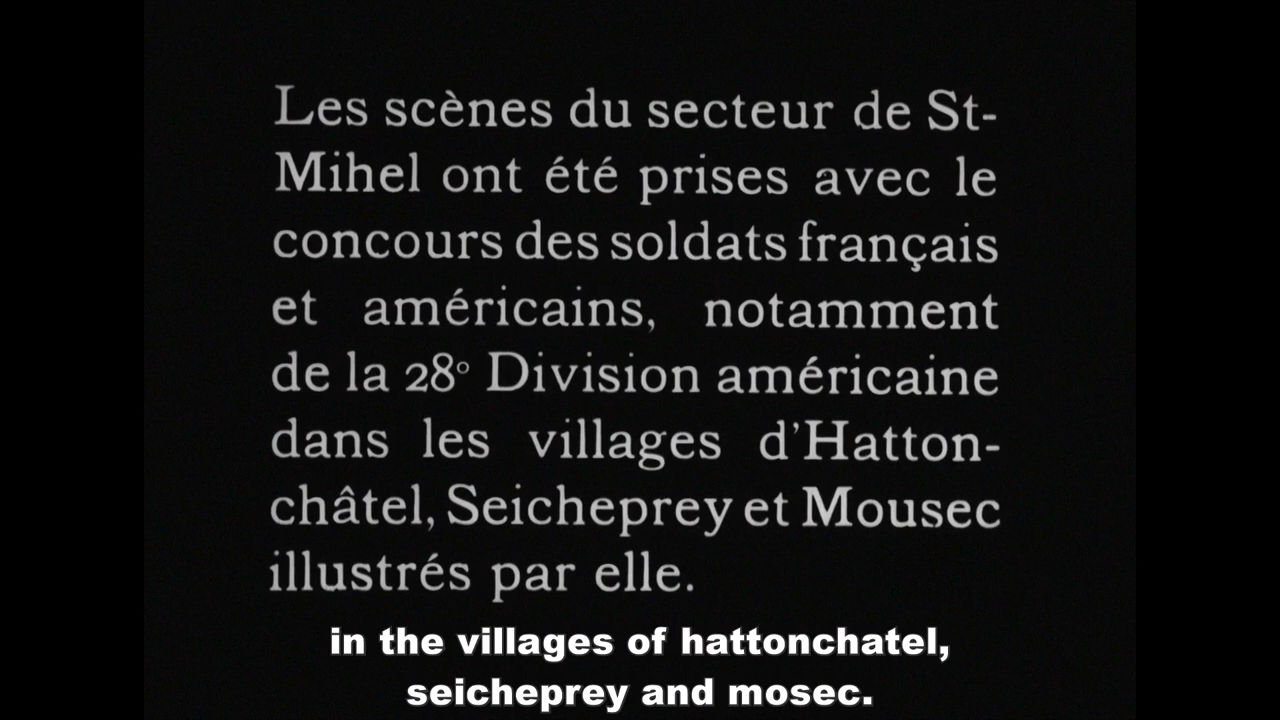 Les scènes du secteur de St-
Mihel ont été prises avec le
concours des soldats français
et américains, notamment
de la 28° Division américaine
dans les villages d'Hatton-
châtel, Seicheprey et Mousec
illustrés par elle.
in the villages of hattonchatel,
seicheprey and mosec.